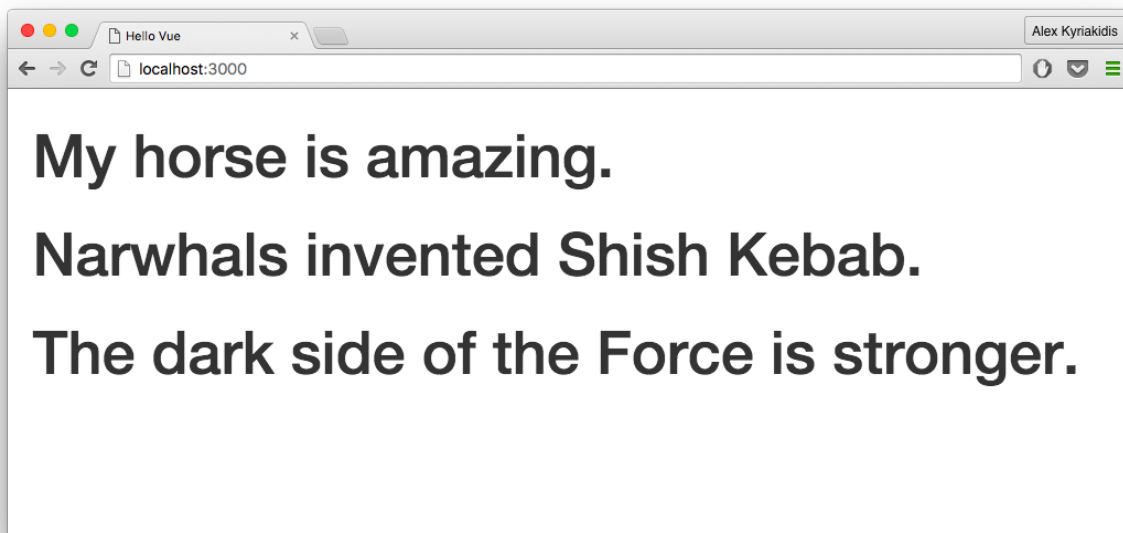 Hello Vue
Alex Kyriakidis
localhost:3000
My horse is amazing.
Narwhals invented Shish Kebab.
The dark side of the Force is stronger.